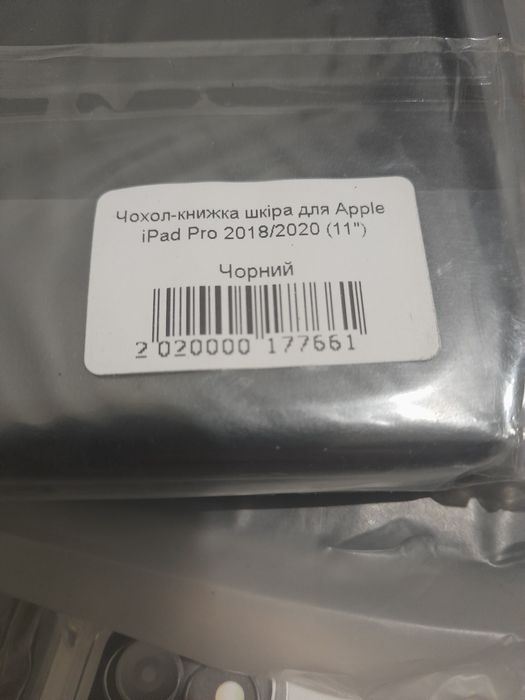 Чохол-книжка шкіра для Apple
iPad Pro 2018/2020 (11")
Чорний
2 020000 177661